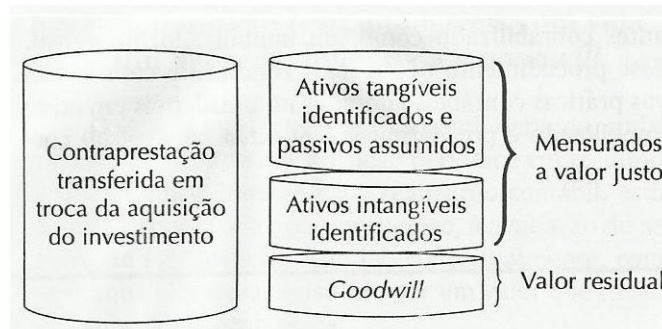 Contraprestação
transferida em
troca da aquisição
do investimento
Ativos tangíveis
identificados e
passivos assumidos
Ativos intangíveis
identificados
Goodwill
Mensurados
a valor justo
Valor residual